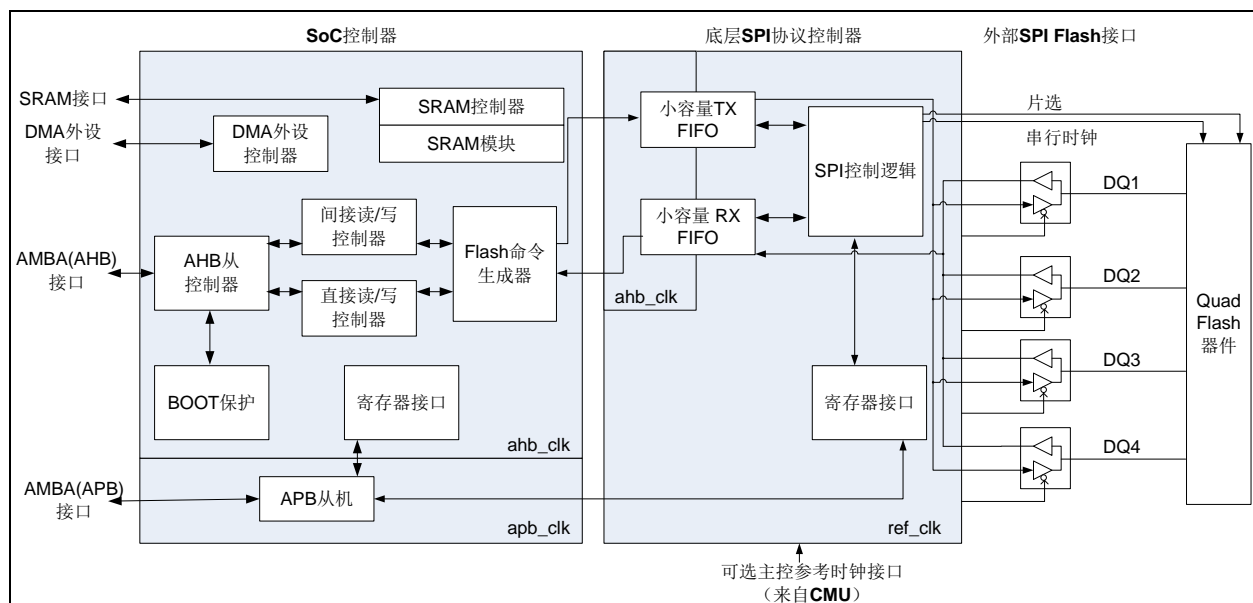 SoC控制器
底层SPI协议控制器
外部SPI Flash接口
SRAM接口
DMA外设
接口
DMA外设
控制器
SRAM控制器
SRAM模块
小容量TX
FIFO
SPI控制逻辑
片选
串行时钟
DQ1
间接读/写
控制器
Flash命令
生成器
小容量 RX
FIFO
AMBA(AHB)
接口
AHB从
控制器
直接读/写
控制器
ahb_clk
DQ2
Quad
Flash
器件
BOOT保护
寄存器接口
ahb_clk
寄存器接口
DQ3
DQ4
AMBA(APB)
接口
APB从机
apb_clk
ref_clk
可选主控参考时钟接口
（来自CMU）